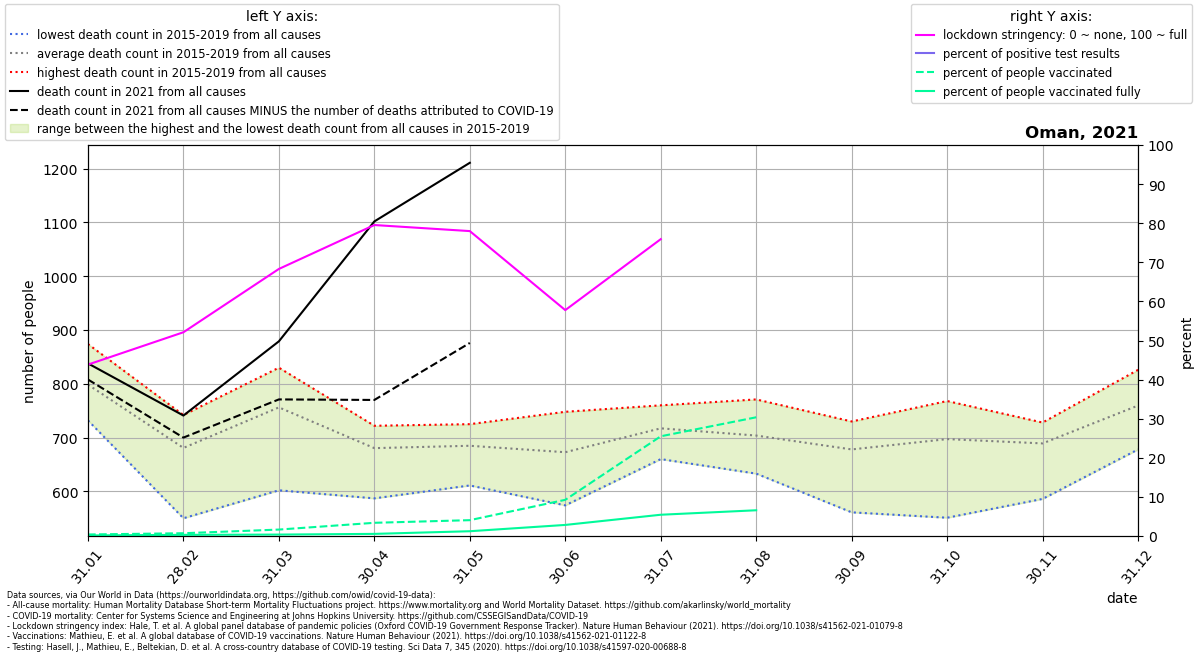 left Y axis:
lowest death count in 2015-2019 from all causes
average death count in 2015-2019 from all causes
highest death count in 2015-2019 from all causes
death count in 2021 from all causes
death count in 2021 from all causes MINUS the number of deaths attributed to COVID-19
range between the highest and the lowest death count from all causes in 2015-2019
right Y axis:
lockdown stringency: 0 ~ none, 100 ~ full
percent of positive test results
percent of people vaccinated
percent of people vaccinated fully
Oman, 2021
1200
1100
1000
900
800
700
600
number of people
100
90
80
70
60
50
40
30
20
10
0
percent
31.01
28.02
31.03
30.04
31.05
30.06
31.07
31.08
30.09
31.10
30.11
31.12
date
Data sources, via Our World in Data (https://ourworldindata.org, https://github.com/owid/covid-19-data):
- All-cause mortality: Human Mortality Database Short-term Mortality Fluctuations project. https://www.mortality.org and World Mortality Dataset. https://github.com/akarlinsky/world_mortality
- COVID-19 mortality: Center for Systems Science and Engineering at Johns Hopkins University. https://github.com/CSSEGISandData/COVID-19
- Lockdown stringency index: Hale, T. et al. A global panel database of pandemic policies (Oxford COVID-19 Government Response Tracker). Nature Human Behaviour (2021). https://doi.org/10.1038/s41562-021-01079-8
- Vaccinations: Mathieu, E. et al. A global database of COVID-19 vaccinations. Nature Human Behaviour (2021). https://doi.org/10.1038/s41562-021-01122-8
- Testing: Hasell, J., Mathieu, E., Beltekian, D. et al. A cross-country database of COVID-19 testing. Sci Data 7, 345 (2020). https://doi.org/10.1038/s41597-020-00688-8